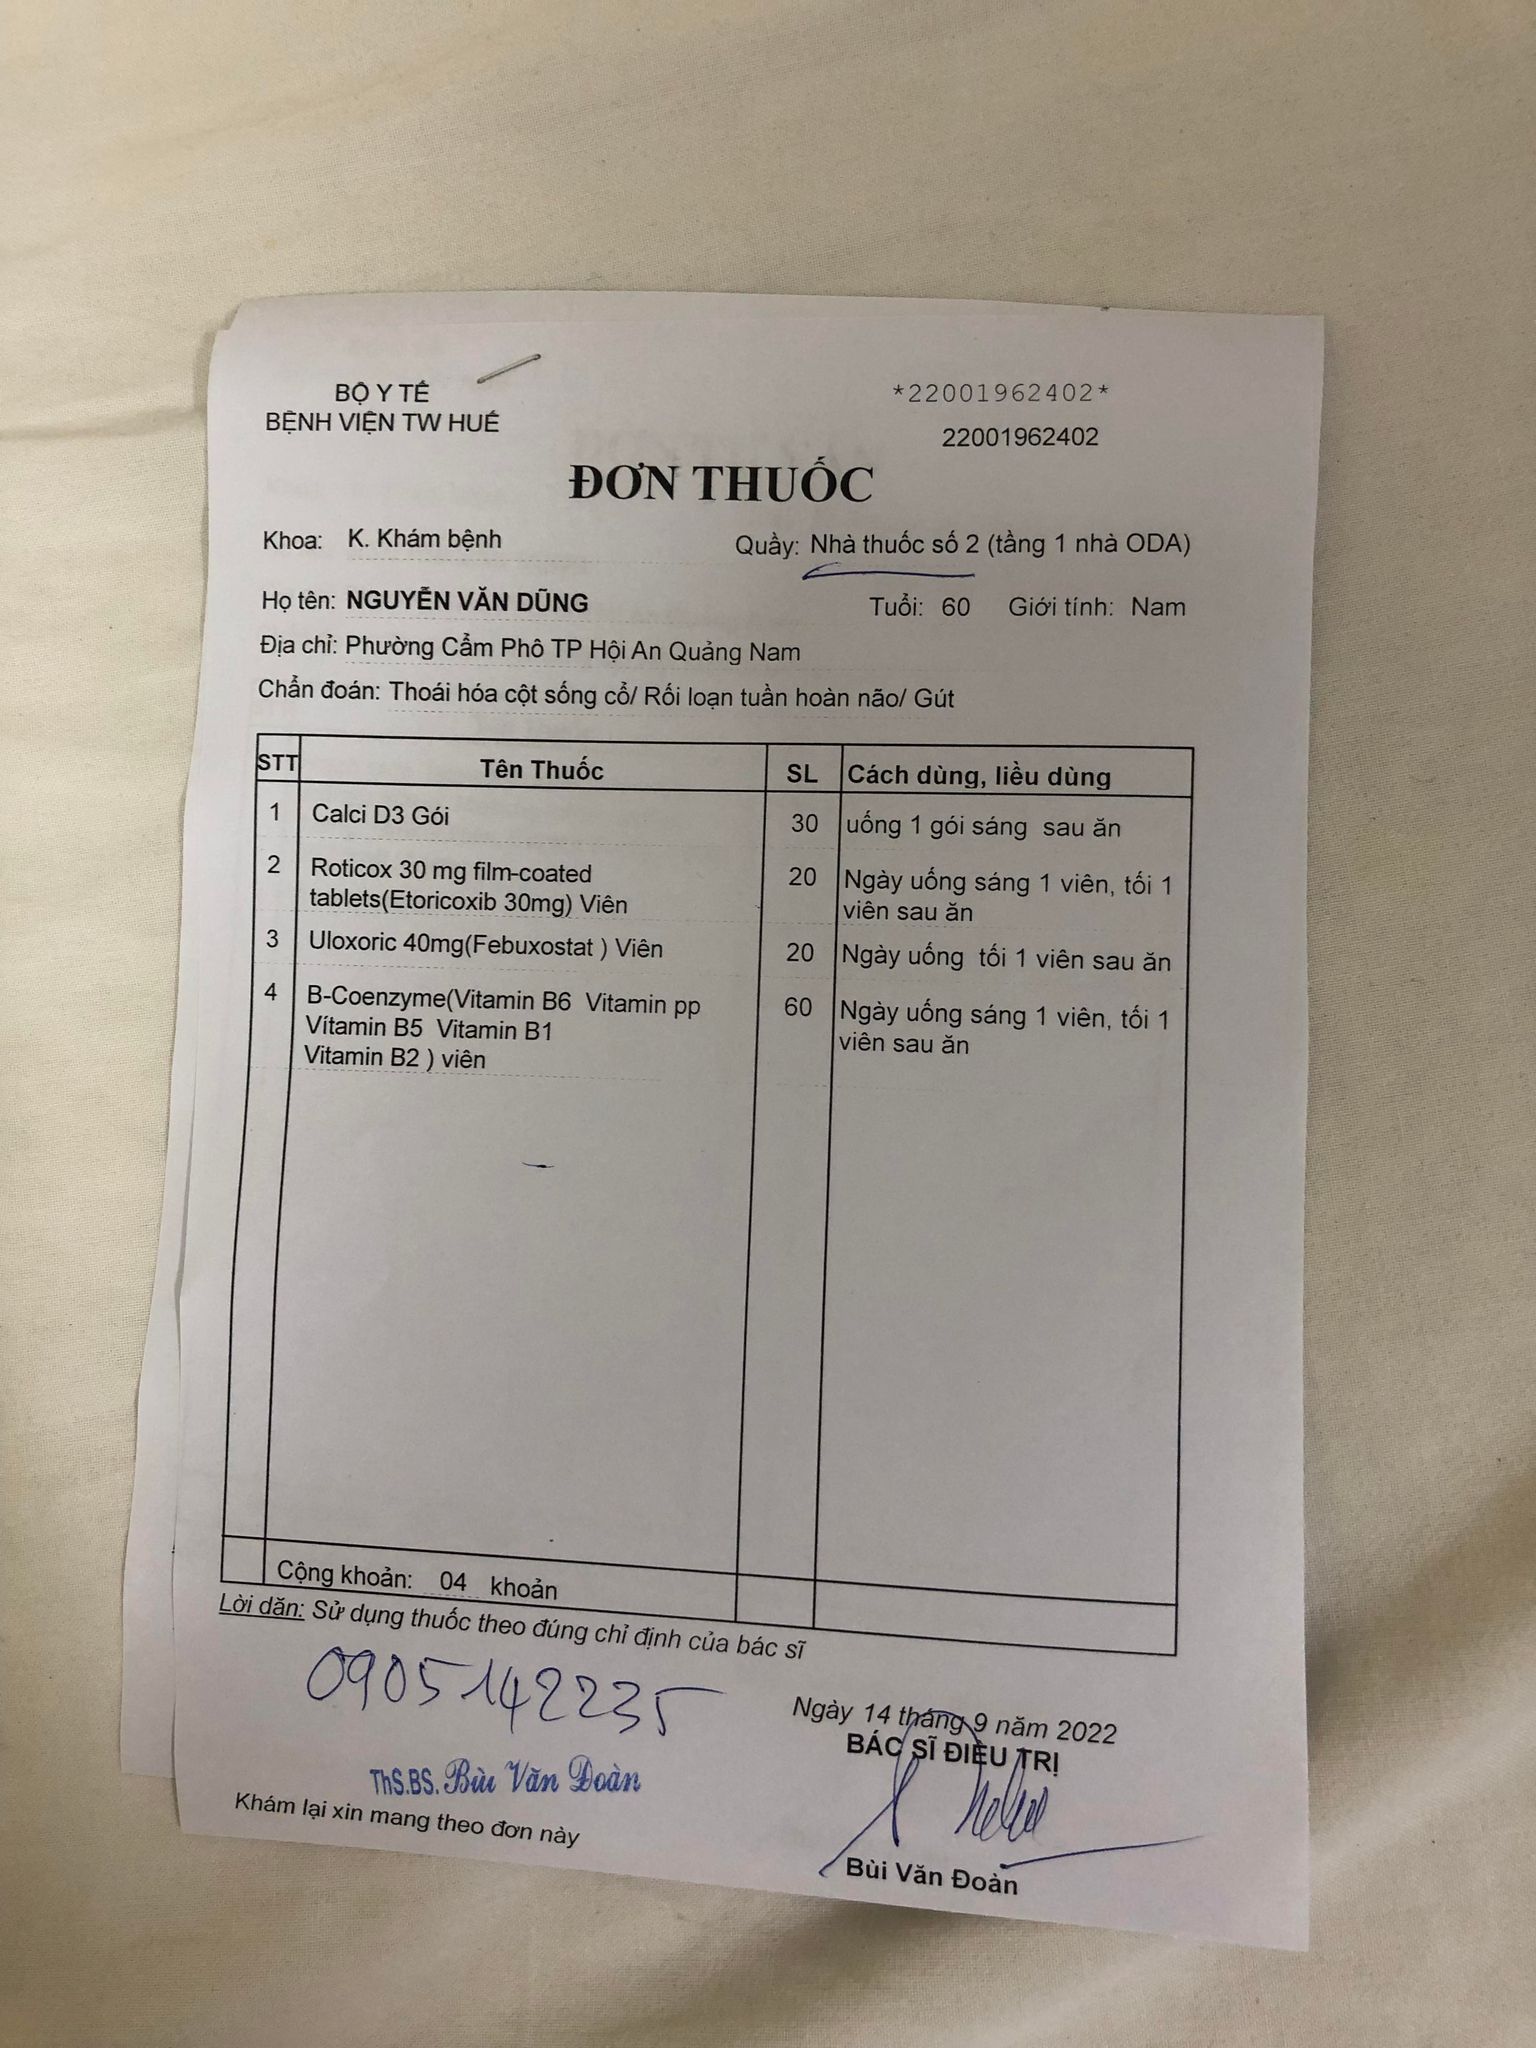 BỘ Y TẾ
BỆNH VIỆN TW HUẾ
*22001962402*
22001962402
ĐƠN THUỐC
Khoa: K. Khám bệnh Quầy: Nhà thuốc số 2 (tầng 1 nhà ODA)
Họ tên: NGUYỄN VĂN DŨNG Tuổi: 60 Giới tính: Nam
Địa chỉ: Phường Cẩm Phô TP Hội An Quảng Nam
Chẩn đoán: Thoái hóa cột sống cổ/ Rối loạn tuần hoàn não/ Gút
STT Tên Thuốc SL Cách dùng, liều dùng
1 Calci D3 Gói 30 uống 1 gói sáng sau ăn
2 Roticox 30 mg film-coated 20 Ngày uống sáng 1 viên, tối 1
tablets(Etoricoxib 30mg) Viên viên sau ăn
3 Uloxoric 40mg(Febuxostat ) Viên 20 Ngày uống tối 1 viên sau ăn
4 B-Coenzyme(Vitamin B6 Vitamin pp 60 Ngày uống sáng 1 viên, tối 1
Vítamin B5 Vitamin B1 viên sau ăn
Vitamin B2 ) viên
Cộng khoản: 04 khoản
Lời dặn: Sử dụng thuốc theo đúng chỉ định của bác sĩ
0905142235
Ngày 14 tháng 9 năm 2022
BÁC SĨ ĐIỀU TRỊ
ThS.BS. Bùi Văn Đoàn
Khám lại xin mang theo đơn này
Bùi Văn Đoàn